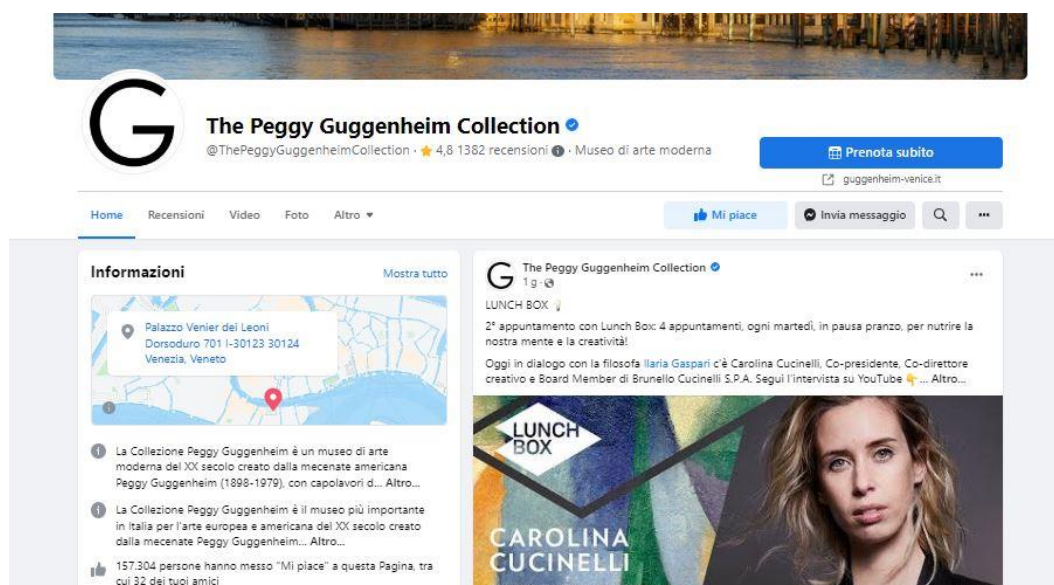 G
The Peggy Guggenheim Collection
@ThePeggyGuggenheimCollection · 4,8 1382 recensioni · Museo di arte moderna
Prenota subito
guggenheim-venice.it
Home Recensioni Video Foto Altro
Mi piace
Invia messaggio
Informazioni
Mostra tutto
Palazzo Venier dei Leoni
Dorsoduro 701 I-30123 30124
Venezia, Veneto
La Collezione Peggy Guggenheim è un museo di arte
moderna del XX secolo creato dalla mecenate americana
Peggy Guggenheim (1898-1979), con capolavori d... Altro...
La Collezione Peggy Guggenheim è il museo più importante
in Italia per l'arte europea e americana del XX secolo creato
dalla mecenate Peggy Guggenheim... Altro...
157.304 persone hanno messo "Mi piace" a questa Pagina, tra
cui 32 dei tuoi amici
G
The Peggy Guggenheim Collection
1 g ·
LUNCH BOX
2° appuntamento con Lunch Box: 4 appuntamenti, ogni martedì, in pausa pranzo, per nutrire la
nostra mente e la creatività!
Oggi in dialogo con la filosofa Ilaria Gaspari c'è Carolina Cucinelli, Co-presidente, Co-direttore
creativo e Board Member di Brunello Cucinelli S.P.A. Segui l'intervista su YouTube ... Altro...
LUNCH
BOX
CAROLINA
CUCINELLI